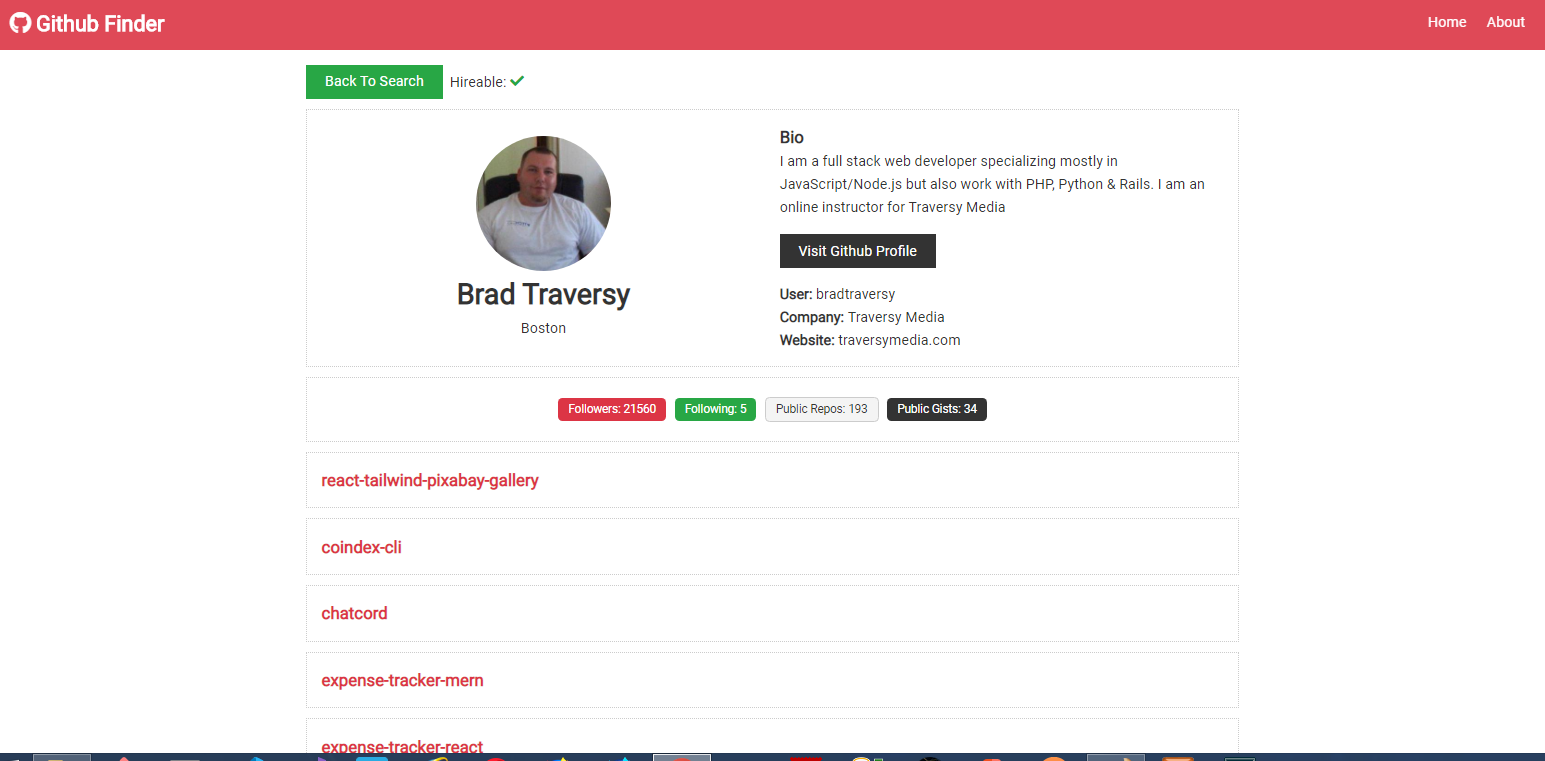 Github Finder
Home
About
Back To Search
Hireable:
Brad Traversy
Boston
Bio
I am a full stack web developer specializing mostly in
JavaScript/Node.js but also work with PHP, Python & Rails. I am an
online instructor for Traversy Media
Visit Github Profile
User: bradtraversy
Company: Traversy Media
Website: traversymedia.com
Followers: 21560
Following: 5
Public Repos: 193
Public Gists: 34
react-tailwind-pixabay-gallery
coindex-cli
chatcord
expense-tracker-mern
expense-tracker-react